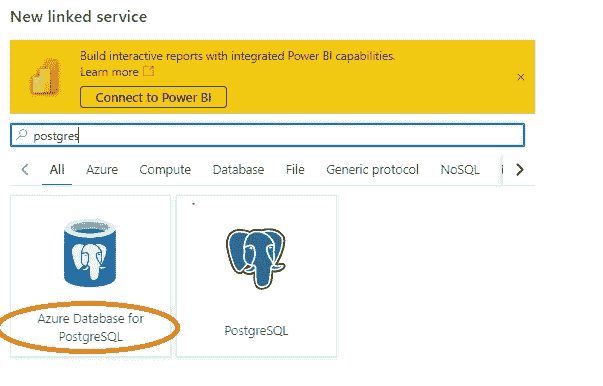 New linked service
Build interactive reports with integrated Power BI capabilities.
Learn more
Connect to Power BI
postgres
All Azure Compute Database File Generic protocol NoSQL
Azure Database for
PostgreSQL
PostgreSQL